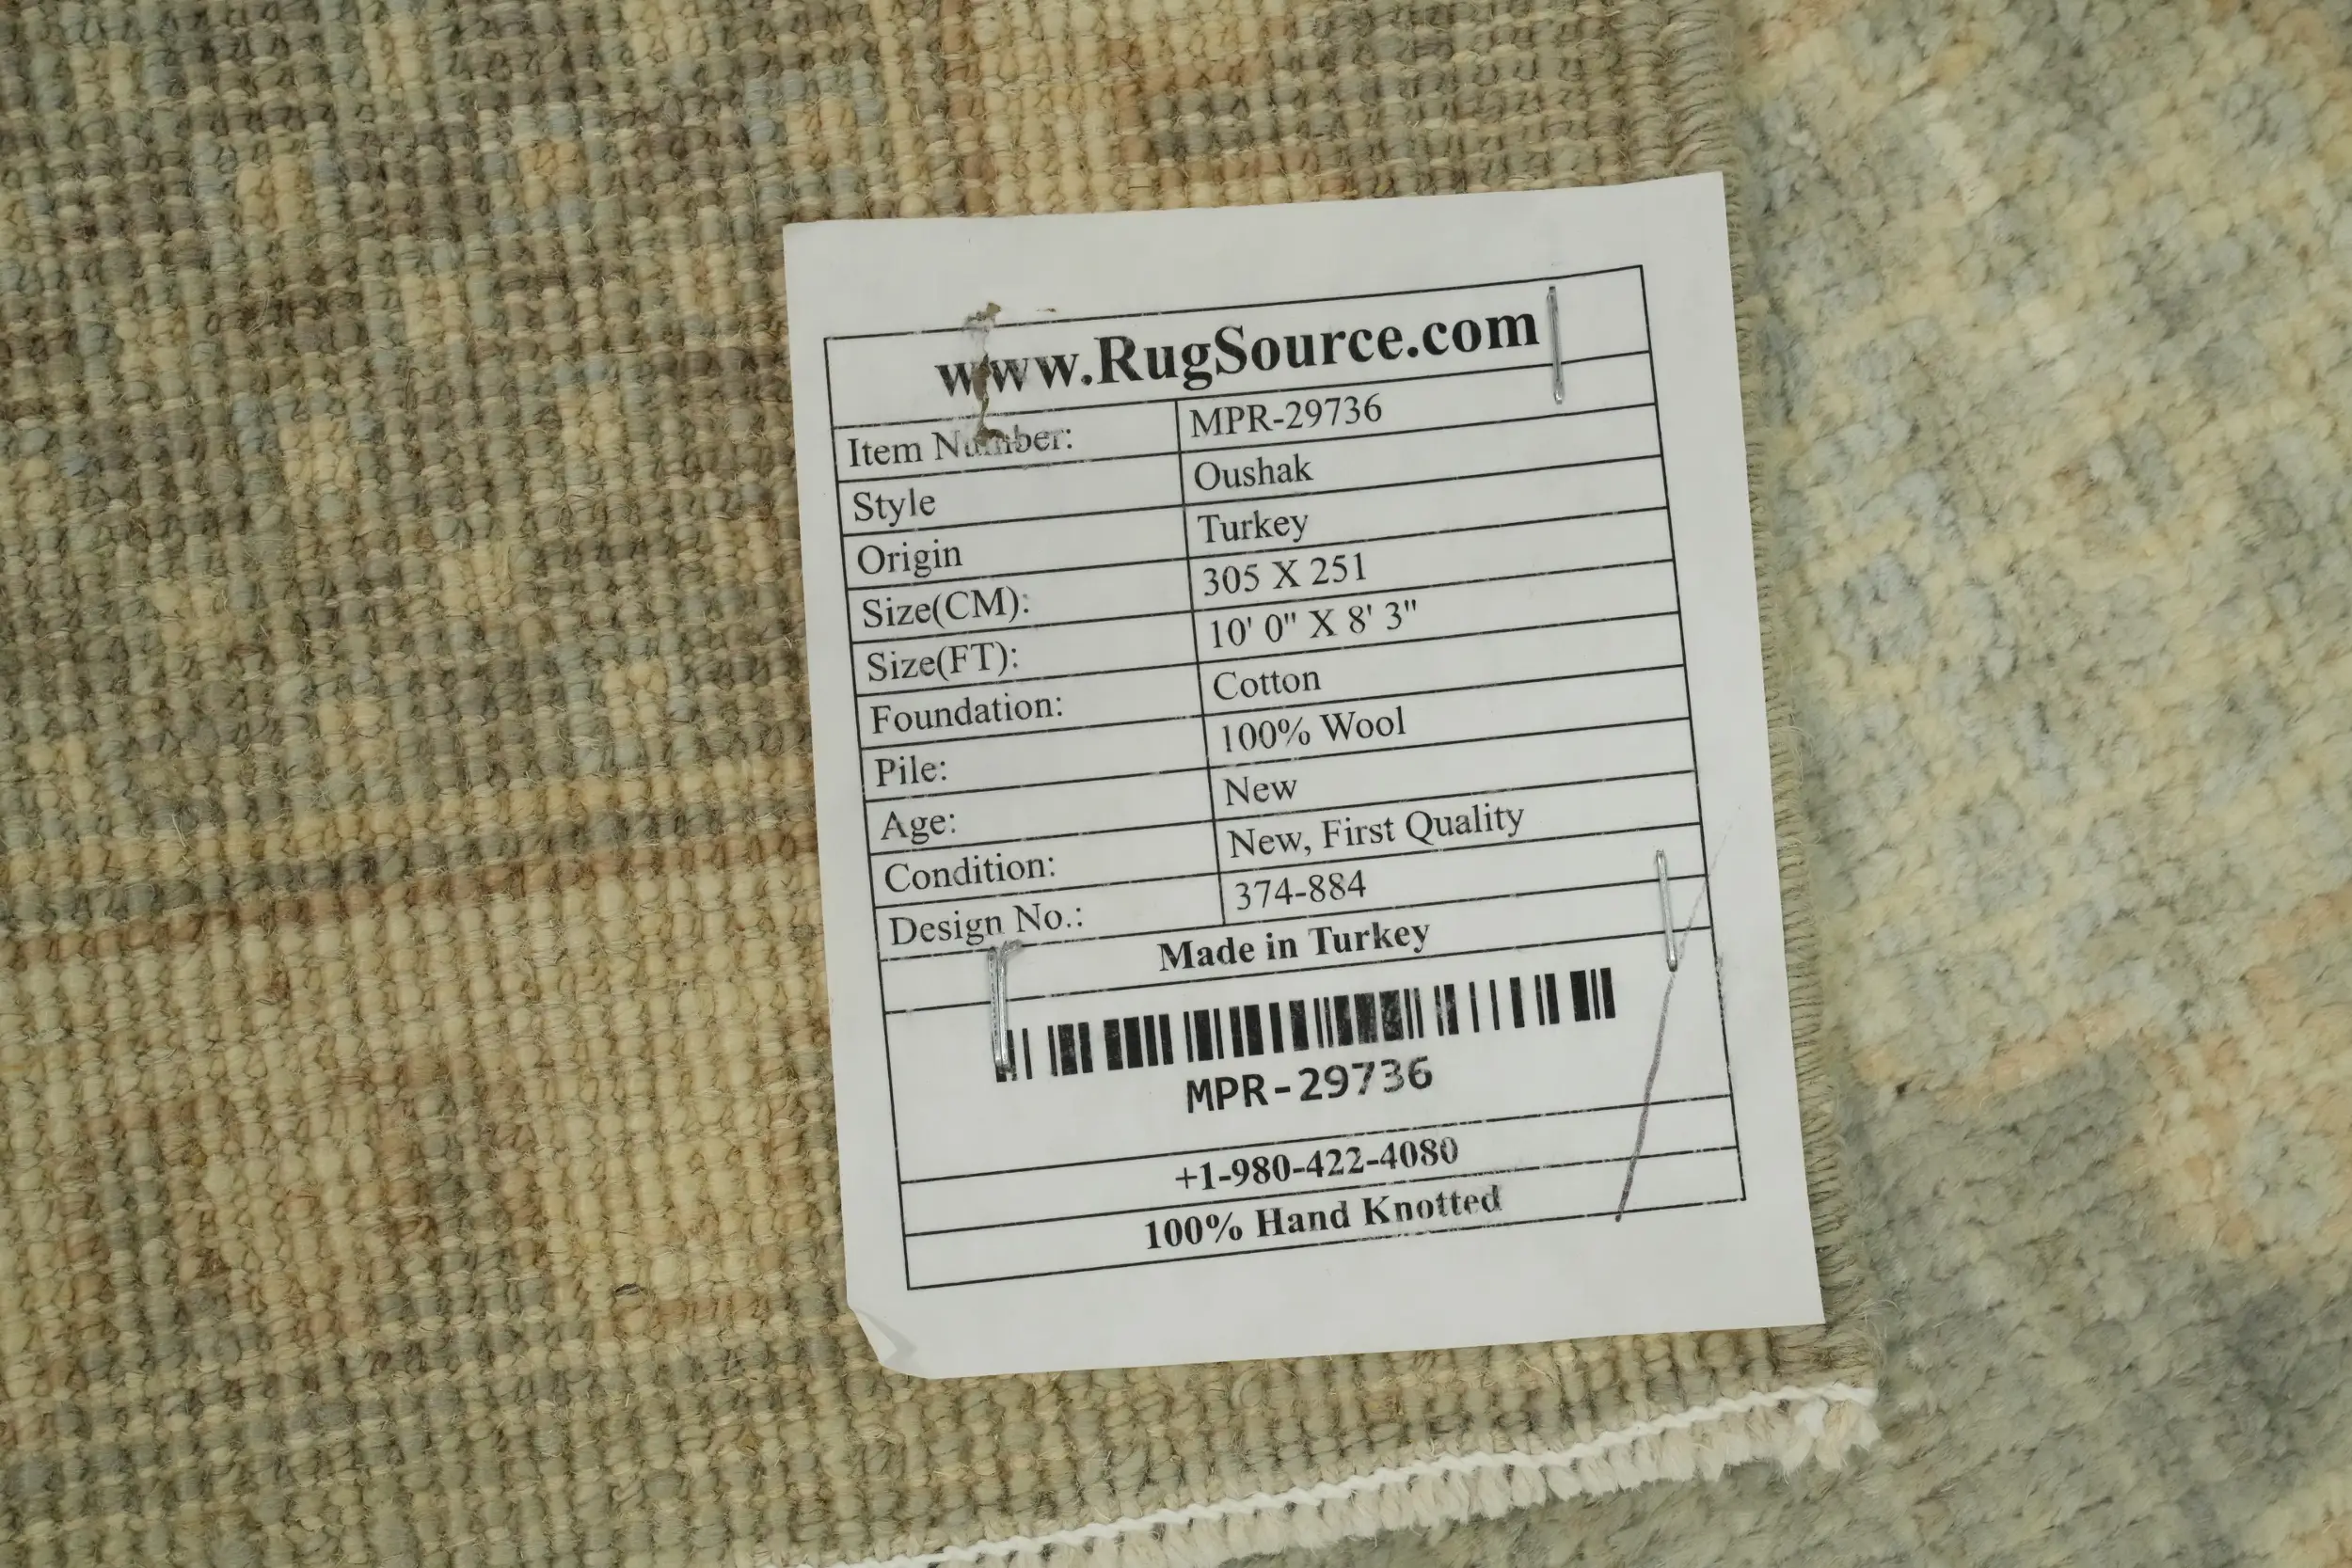 www.RugSource.com
Item Number: MPR-29736
Style Oushak
Origin Turkey
Size(CM): 305 X 251
Size(FT): 10' 0" X 8' 3"
Foundation: Cotton
Pile: 100% Wool
Age: New
Condition: New, First Quality
Design No.: 374-884
Made in Turkey
MPR-29736
+1-980-422-4080
100% Hand Knotted